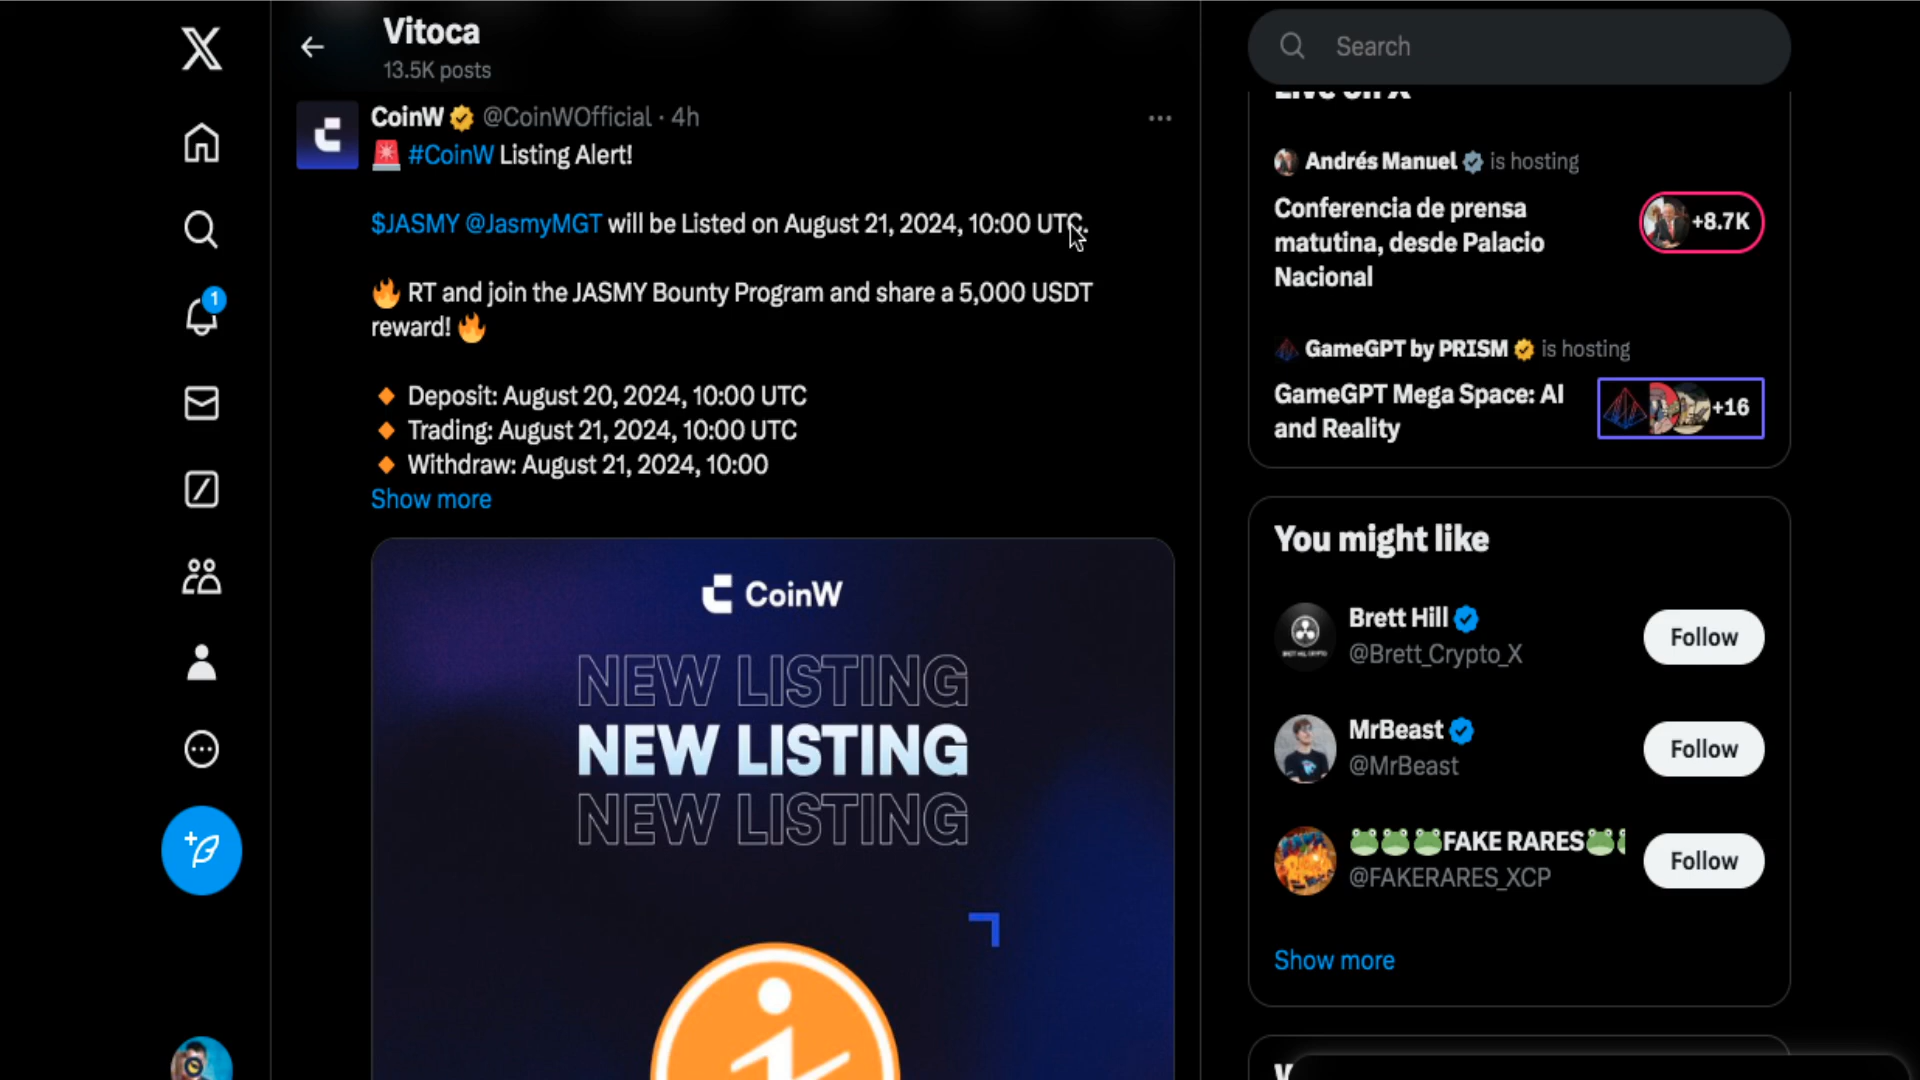 Vitoca
13.5K posts
CoinW @CoinWOfficial · 4h
#CoinW Listing Alert!
$JASMY @JasmyMGT will be Listed on August 21, 2024, 10:00 UTC.
RT and join the JASMY Bounty Program and share a 5,000 USDT
reward!
Deposit: August 20, 2024, 10:00 UTC
Trading: August 21, 2024, 10:00 UTC
Withdraw: August 21, 2024, 10:00
Show more
CoinW
NEW LISTING
NEW LISTING
NEW LISTING
1
Search
Live on X
Andrés Manuel is hosting
Conferencia de prensa
matutina, desde Palacio
Nacional
+8.7K
GameGPT by PRISM is hosting
GameGPT Mega Space: AI
and Reality
+16
You might like
Brett Hill
@Brett_Crypto_X
Follow
MrBeast
@MrBeast
Follow
FAKE RARES
@FAKERARES_XCP
Follow
Show more